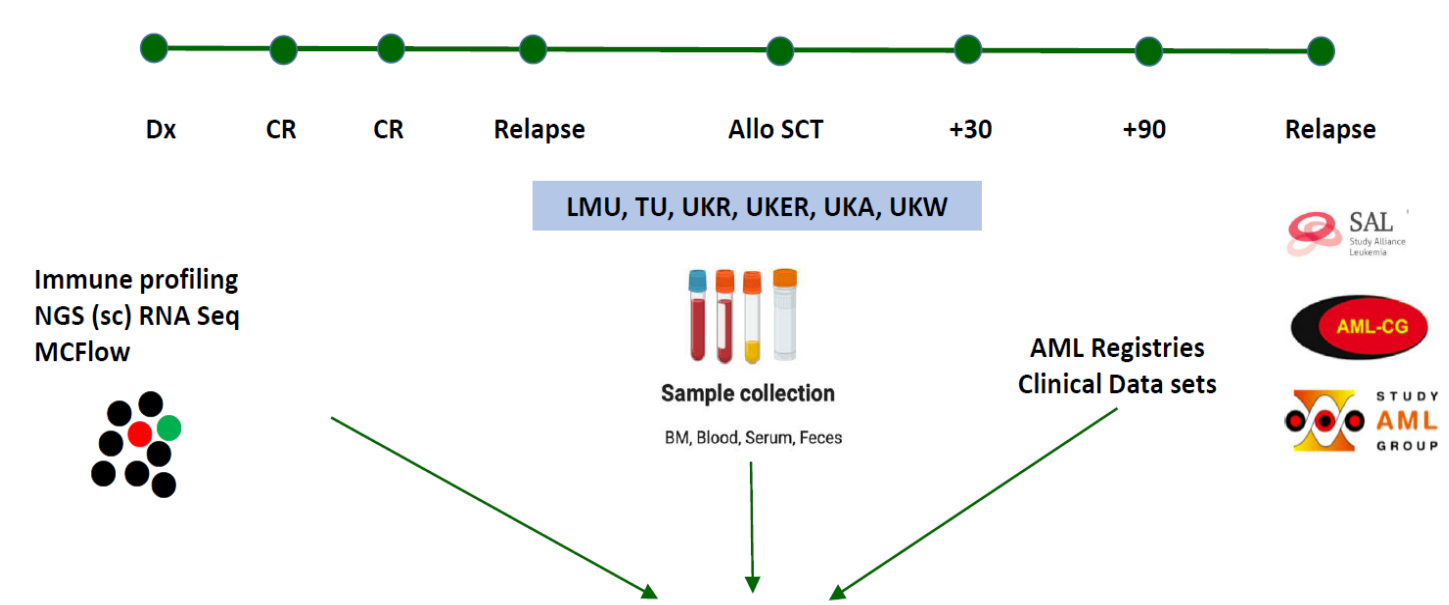 Dx CR CR Relapse Allo SCT +30 +90 Relapse
LMU, TU, UKR, UKER, UKA, UKW
Immune profiling
NGS (sc) RNA Seq
MCFlow
Sample collection
BM, Blood, Serum, Feces
AML Registries
Clinical Data sets
SAL
Study Alliance
Leukemia
AML-CG
STUDY
AML
GROUP